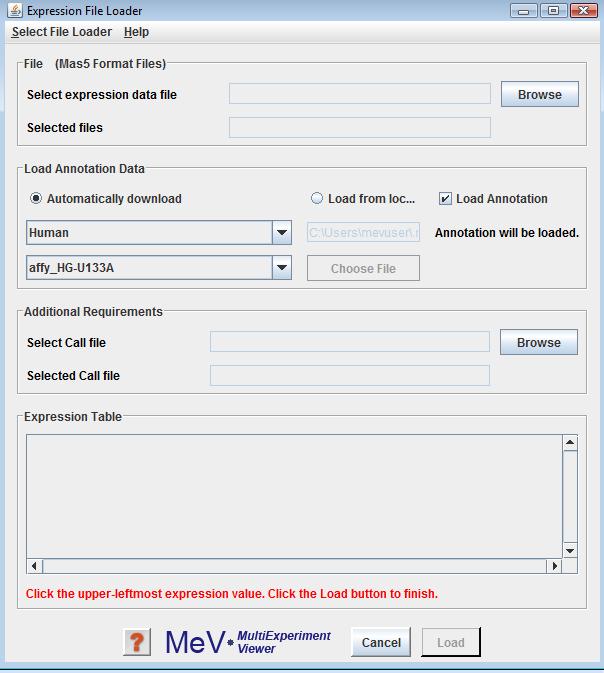 Expression File Loader
Select File Loader Help
File (Mas5 Format Files)
Select expression data file Browse
Selected files
Load Annotation Data
Automatically download Load from loc... Load Annotation
Human C:\Users\mevuser\.r Annotation will be loaded.
affy_HG-U133A Choose File
Additional Requirements
Select Call file Browse
Selected Call file
Expression Table
Click the upper-leftmost expression value. Click the Load button to finish.
? MeV MultiExperiment Viewer Cancel Load